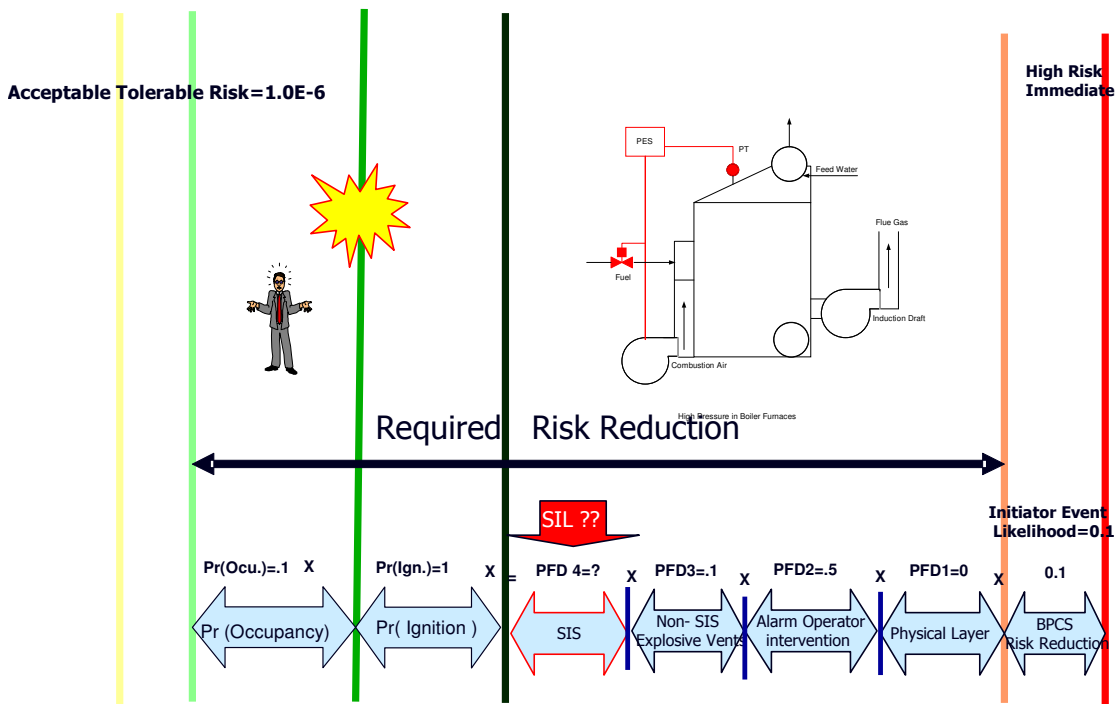 Acceptable Tolerable Risk=1.0E-6
High Risk
Immediate
PES
PT
Feed Water
Flue Gas
Fuel
Induction Draft
Combustion Air
High Pressure in Boiler Furnaces
Required Risk Reduction
SIL ??
Initiator Event
Likelihood=0.1
Pr(Ocu.)=.1 X Pr(Ign.)=1 X = PFD 4=? X PFD3=.1 X PFD2=.5 X PFD1=0 X 0.1
Pr (Occupancy)
Pr( Ignition )
SIS
Non- SIS
Explosive Vents
Alarm Operator
intervention
Physical Layer
BPCS
Risk Reduction